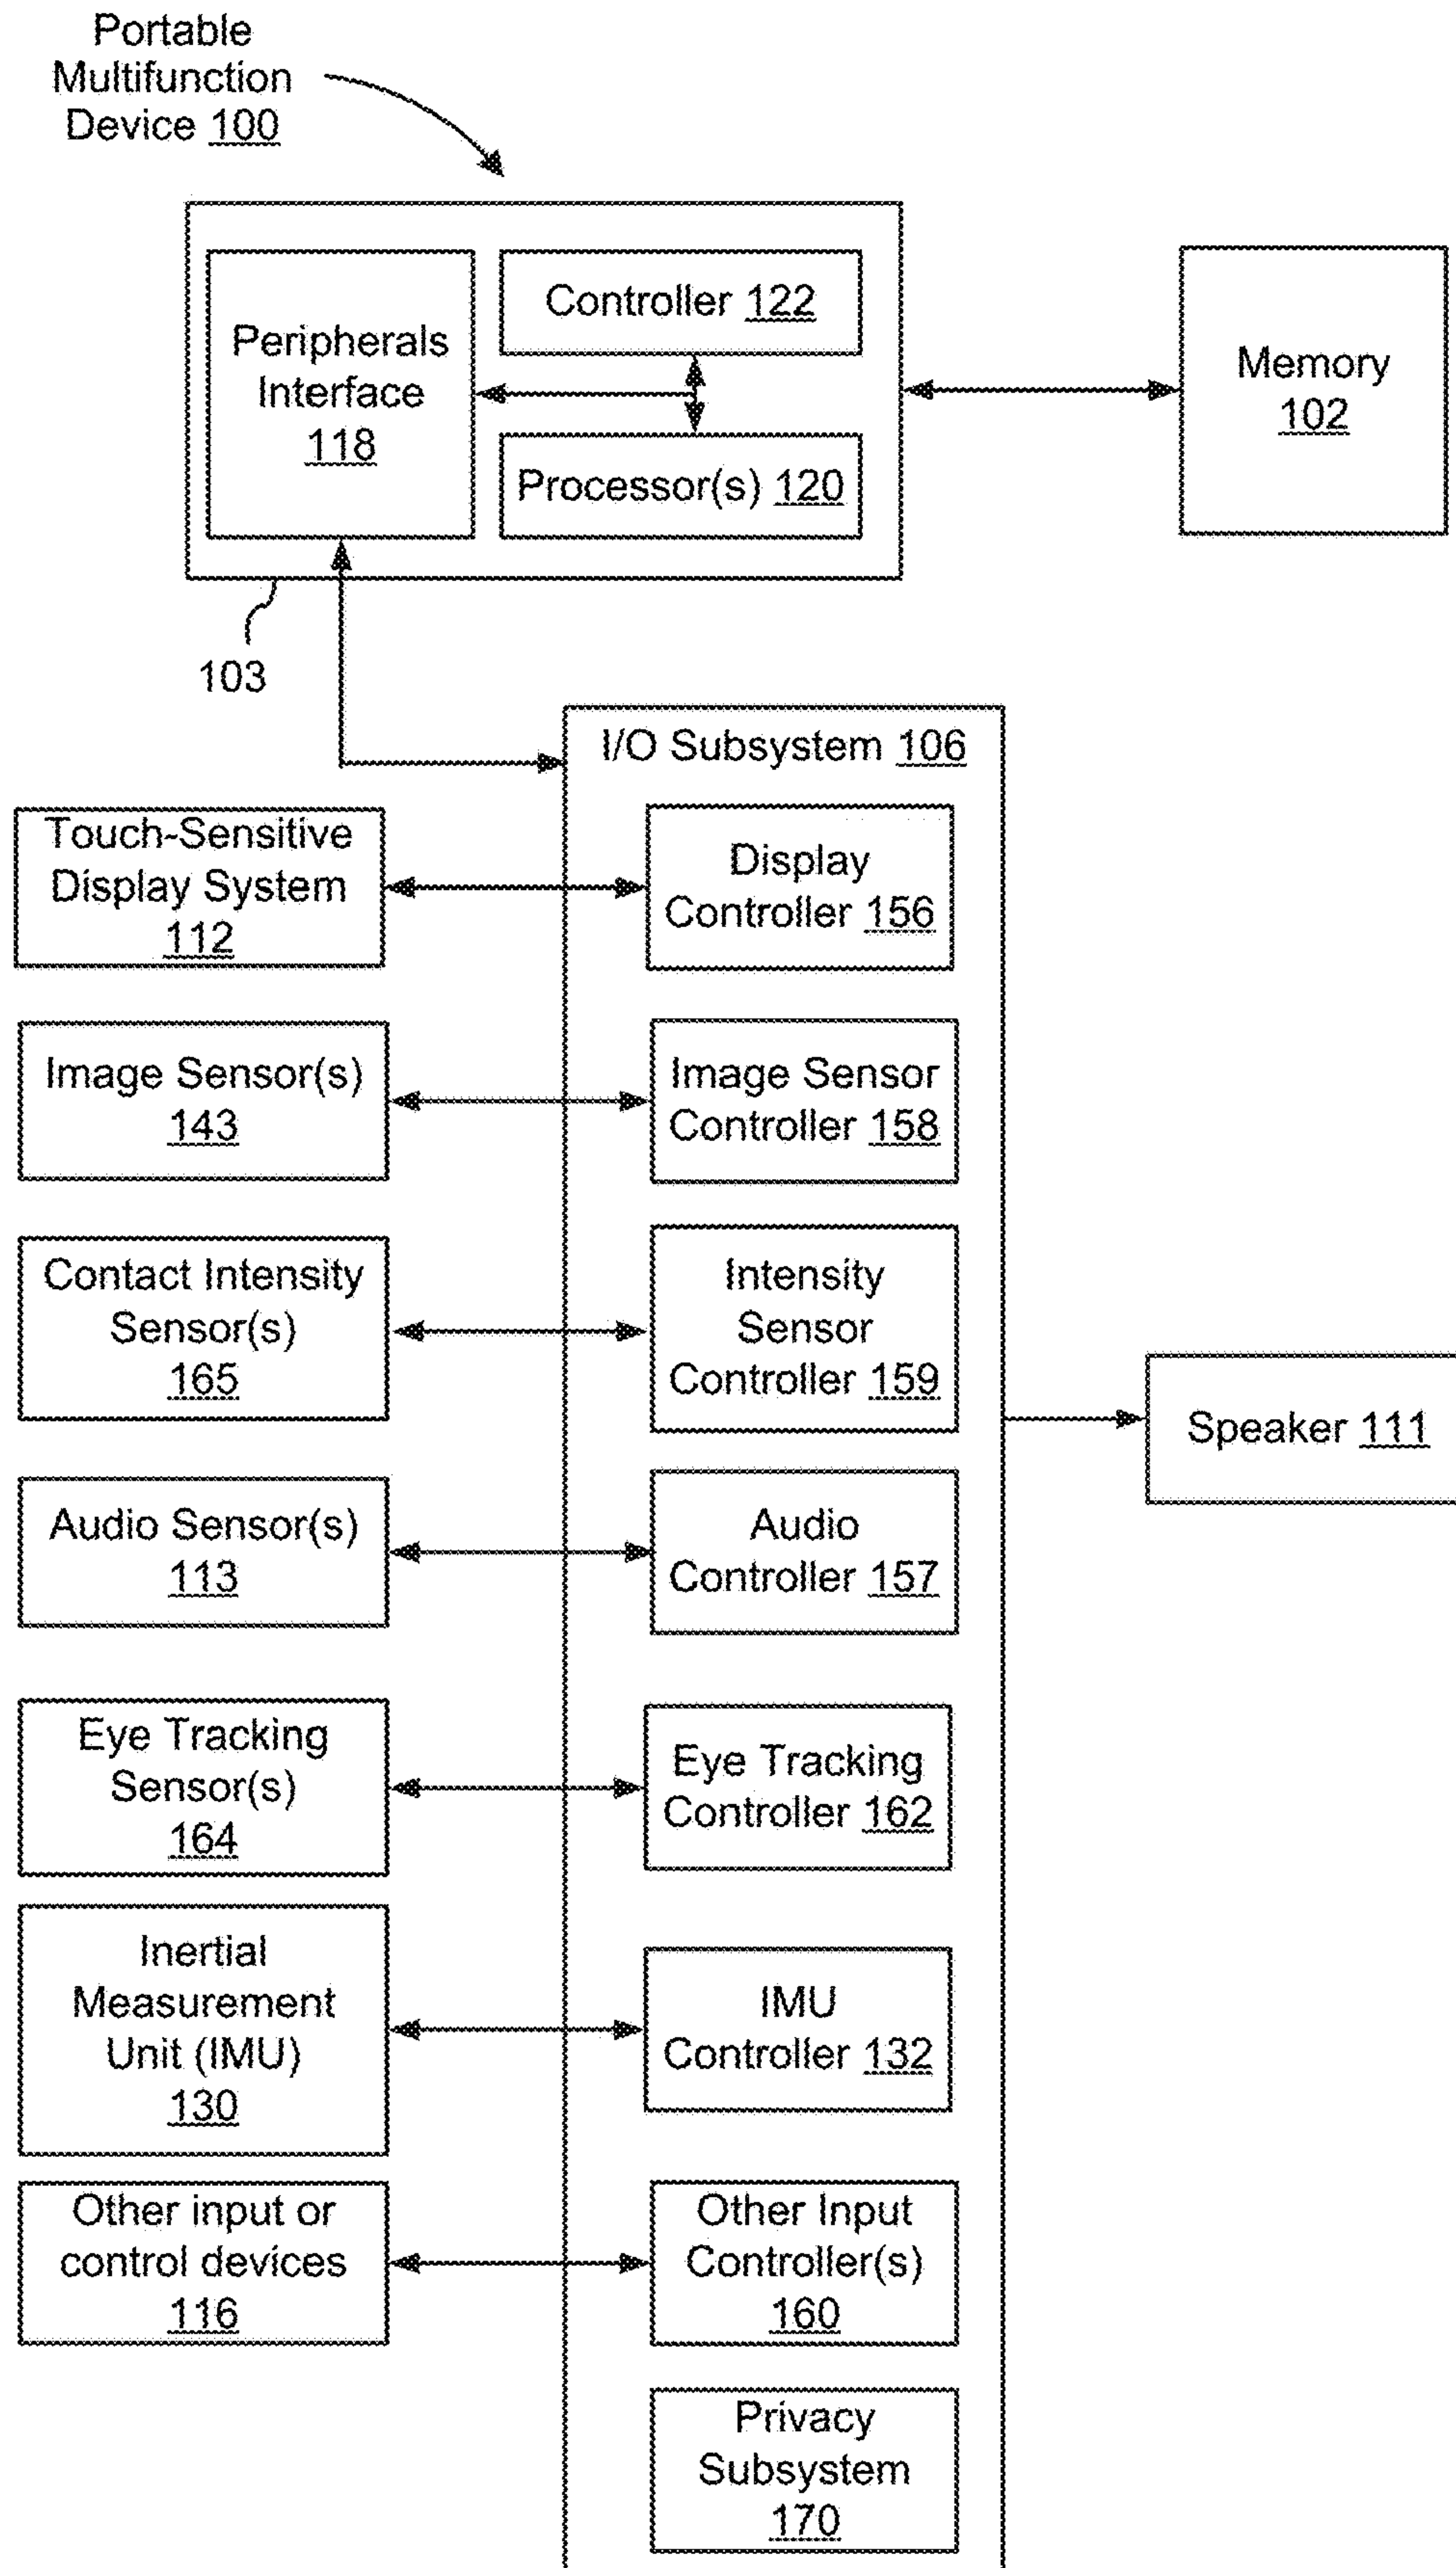 Portable
Multifunction
Device 100
Peripherals
Interface
118
Controller 122
Processor(s) 120
Memory
102
103
I/O Subsystem 106
Touch-Sensitive
Display System
112
Display
Controller 156
Image Sensor(s)
143
Image Sensor
Controller 158
Contact Intensity
Sensor(s)
165
Intensity
Sensor
Controller 159
Speaker 111
Audio Sensor(s)
113
Audio
Controller 157
Eye Tracking
Sensor(s)
164
Eye Tracking
Controller 162
Inertial
Measurement
Unit (IMU)
130
IMU
Controller 132
Other input or
control devices
116
Other Input
Controller(s)
160
Privacy
Subsystem
170